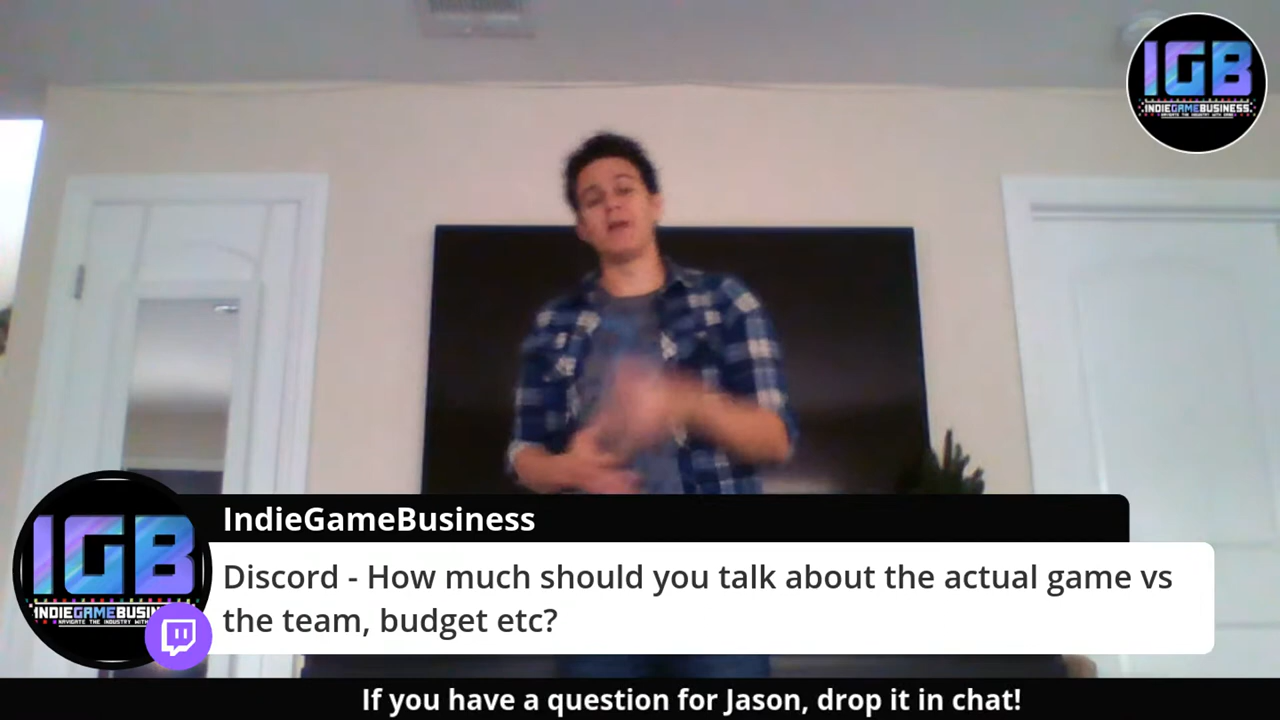 IGB
INDIEGAMEBUSINESS
IGB
INDIEGAMEBUSIN
IndieGameBusiness
Discord - How much should you talk about the actual game vs
the team, budget etc?
If you have a question for Jason, drop it in chat!